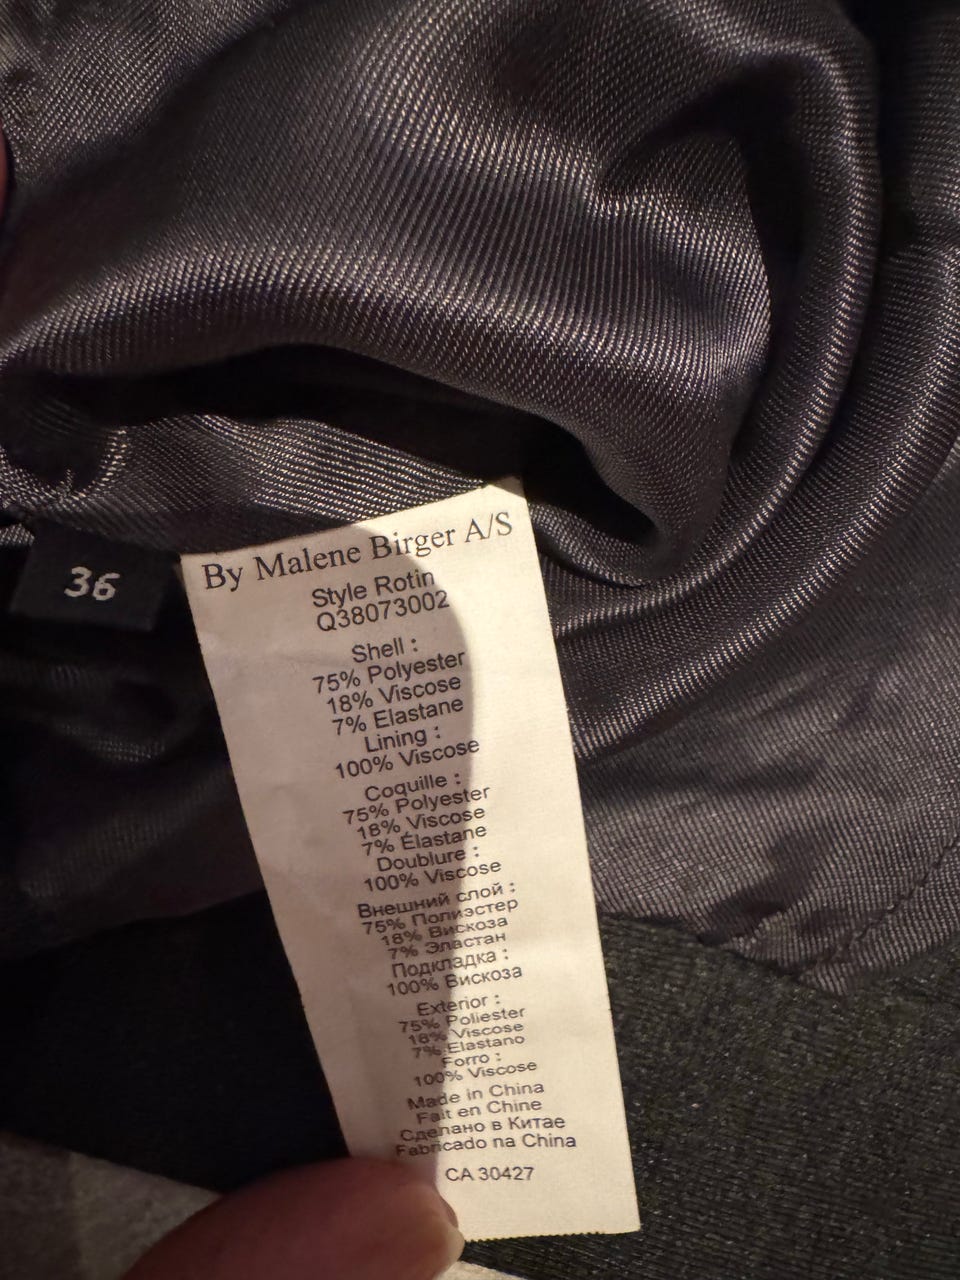 36
By Malene Birger A/S
Style Rotin
Q38073002
Shell :
75% Polyester
18% Viscose
7% Elastane
Lining :
100% Viscose
Coquille :
75% Polyester
18% Viscose
7% Élastane
Doublure :
100% Viscose
Внешний слой :
75% Полиэстер
18% Вискоза
7% Эластан
Подкладка :
100% Вискоза
Exterior :
75% Poliester
18% Viscose
7% Elastano
Forro :
100% Viscose
Made in China
Fait en Chine
Сделано в Китае
Fabricado na China
CA 30427